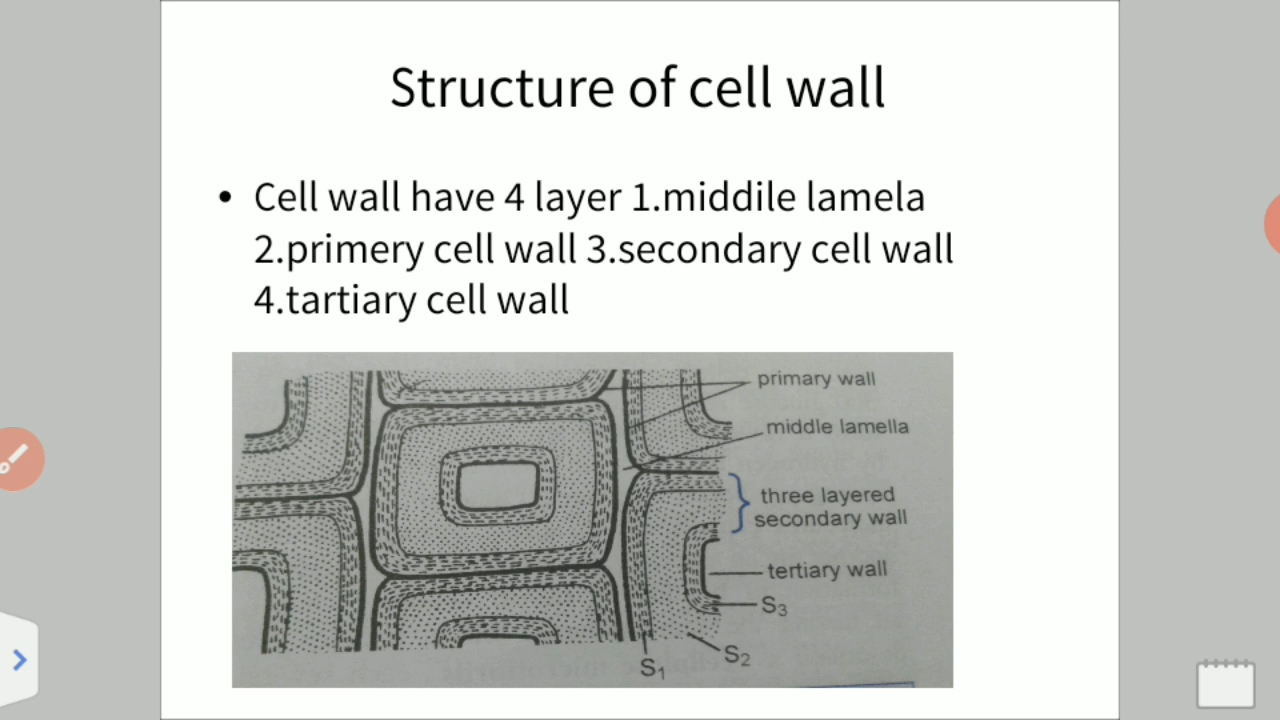 Structure of cell wall
• Cell wall have 4 layer 1.middile lamela
2.primery cell wall 3.secondary cell wall
4.tartiary cell wall
primary wall
middle lamella
three layered
secondary wall
tertiary wall
S3
S2
S1